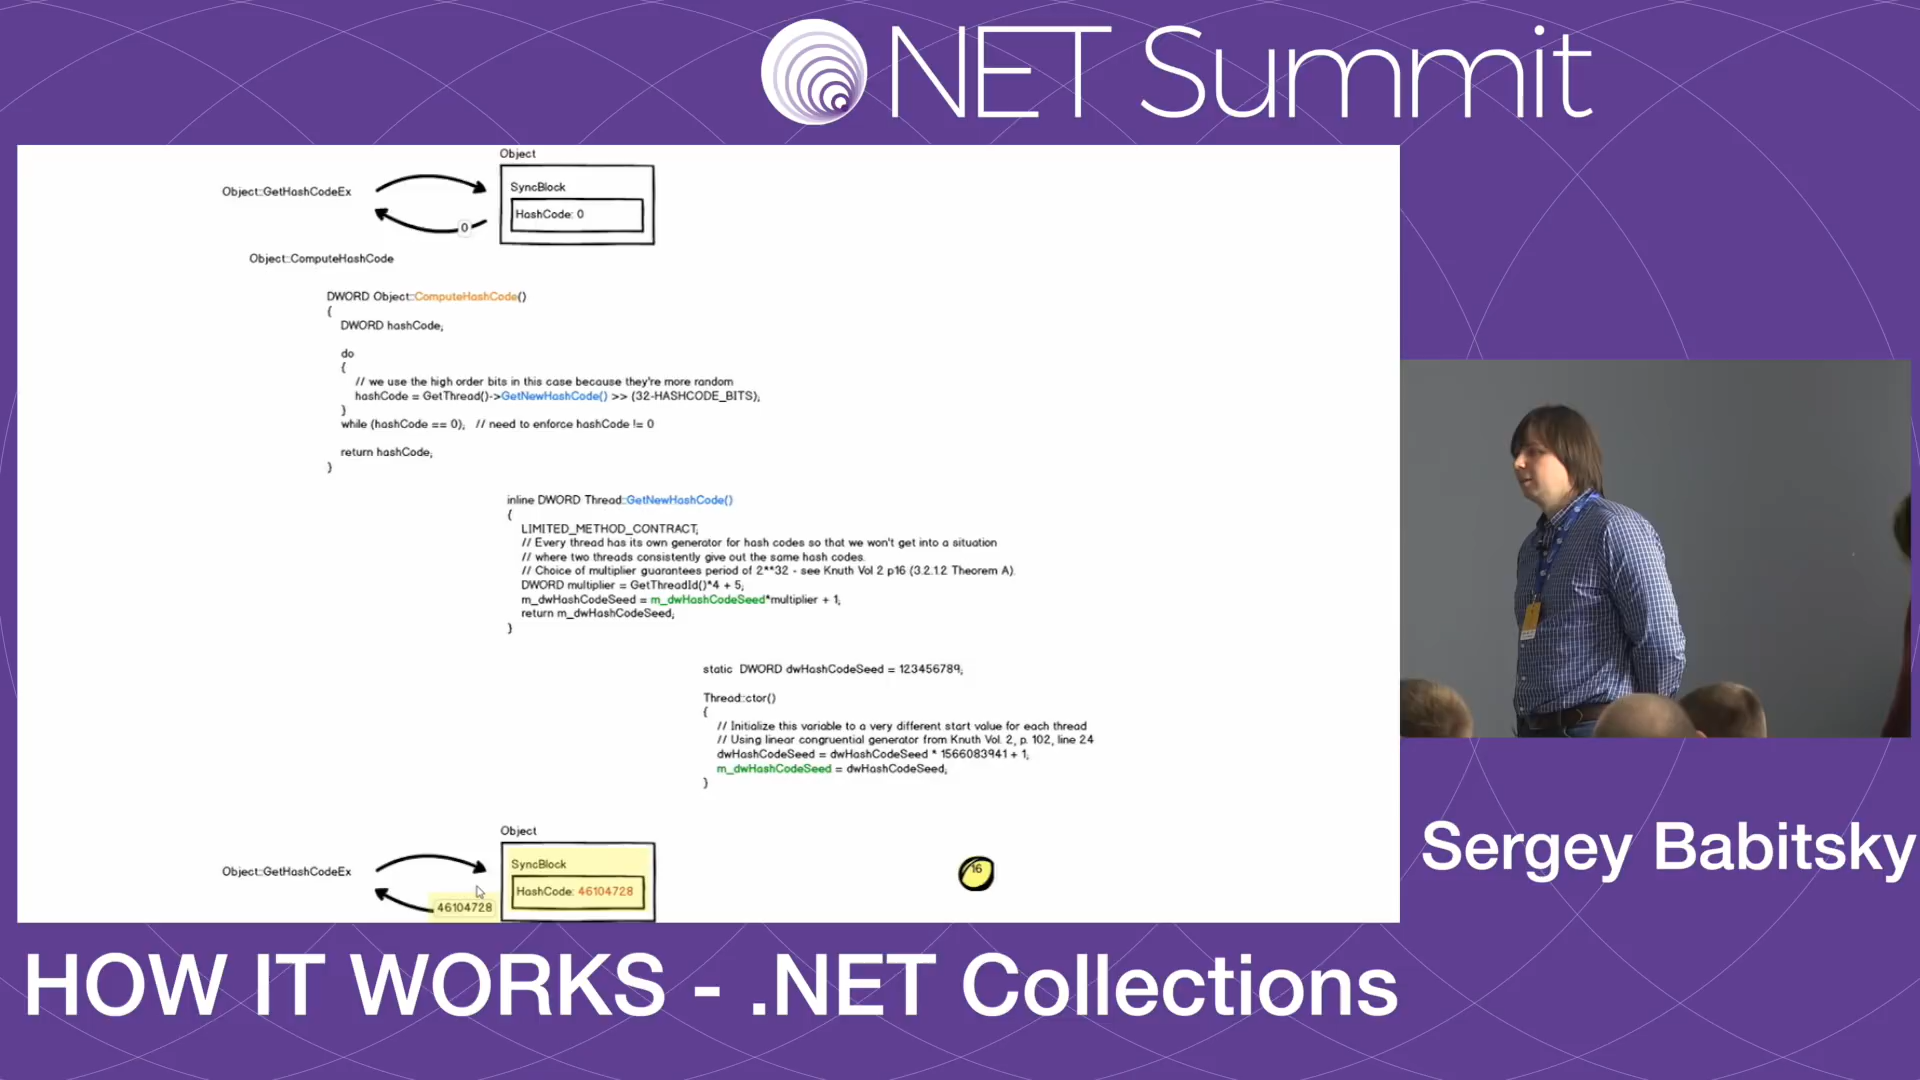 NET Summit
Object
Object::GetHashCodeEx
SyncBlock
HashCode: 0
0
Object::ComputeHashCode
DWORD Object::ComputeHashCode()
{
DWORD hashCode;
do
{
// we use the high order bits in this case because they're more random
hashCode = GetThread()->GetNewHashCode() >> (32-HASHCODE_BITS);
}
while (hashCode == 0);   // need to enforce hashCode != 0
return hashCode;
}
inline DWORD Thread::GetNewHashCode()
{
LIMITED_METHOD_CONTRACT;
// Every thread has its own generator for hash codes so that we won't get into a situation
// where two threads consistently give out the same hash codes.
// Choice of multiplier guarantees period of 2**32 - see Knuth Vol 2 p16 (3.2.1.2 Theorem A).
DWORD multiplier = GetThreadId()*4 + 5;
m_dwHashCodeSeed = m_dwHashCodeSeed*multiplier + 1;
return m_dwHashCodeSeed;
}
static  DWORD dwHashCodeSeed = 123456789;
Thread::ctor()
{
// Initialize this variable to a very different start value for each thread
// Using linear congruential generator from Knuth Vol. 2, p. 102, line 24
dwHashCodeSeed = dwHashCodeSeed * 1566083941 + 1;
m_dwHashCodeSeed = dwHashCodeSeed;
}
Object
Object::GetHashCodeEx
SyncBlock
HashCode: 46104728
46104728
16
Sergey Babitsky
HOW IT WORKS - .NET Collections